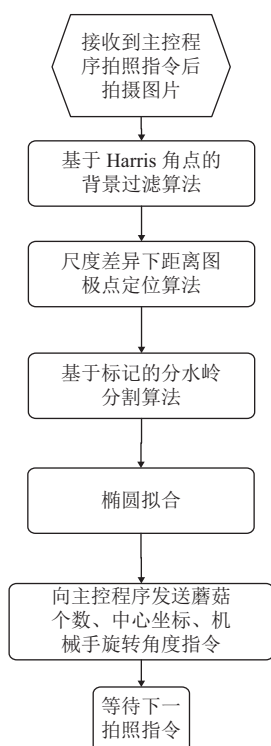 接收到主控程
序拍照指令后
拍摄图片
基于 Harris 角点的
背景过滤算法
尺度差异下距离图
极点定位算法
基于标记的分水岭
分割算法
椭圆拟合
向主控程序发送蘑菇
个数、中心坐标、机
械手旋转角度指令
等待下一
拍照指令